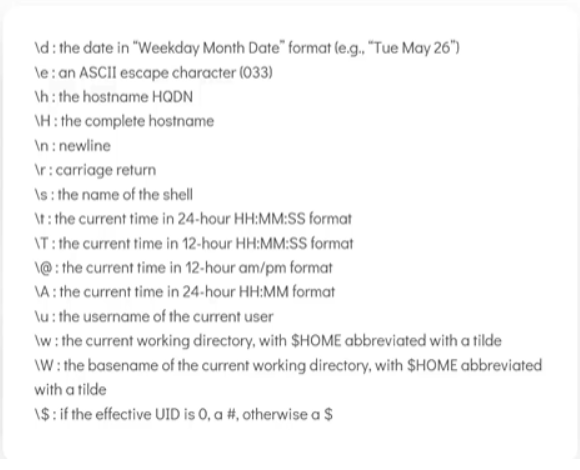 \d : the date in "Weekday Month Date" format (e.g., "Tue May 26")
\e : an ASCII escape character (033)
\h : the hostname HQDN
\H : the complete hostname
\n : newline
\r : carriage return
\s : the name of the shell
\t : the current time in 24-hour HH:MM:SS format
\T : the current time in 12-hour HH:MM:SS format
\@ : the current time in 12-hour am/pm format
\A : the current time in 24-hour HH:MM format
\u : the username of the current user
\w : the current working directory, with $HOME abbreviated with a tilde
\W : the basename of the current working directory, with $HOME abbreviated
with a tilde
\$ : if the effective UID is 0, a #, otherwise a $